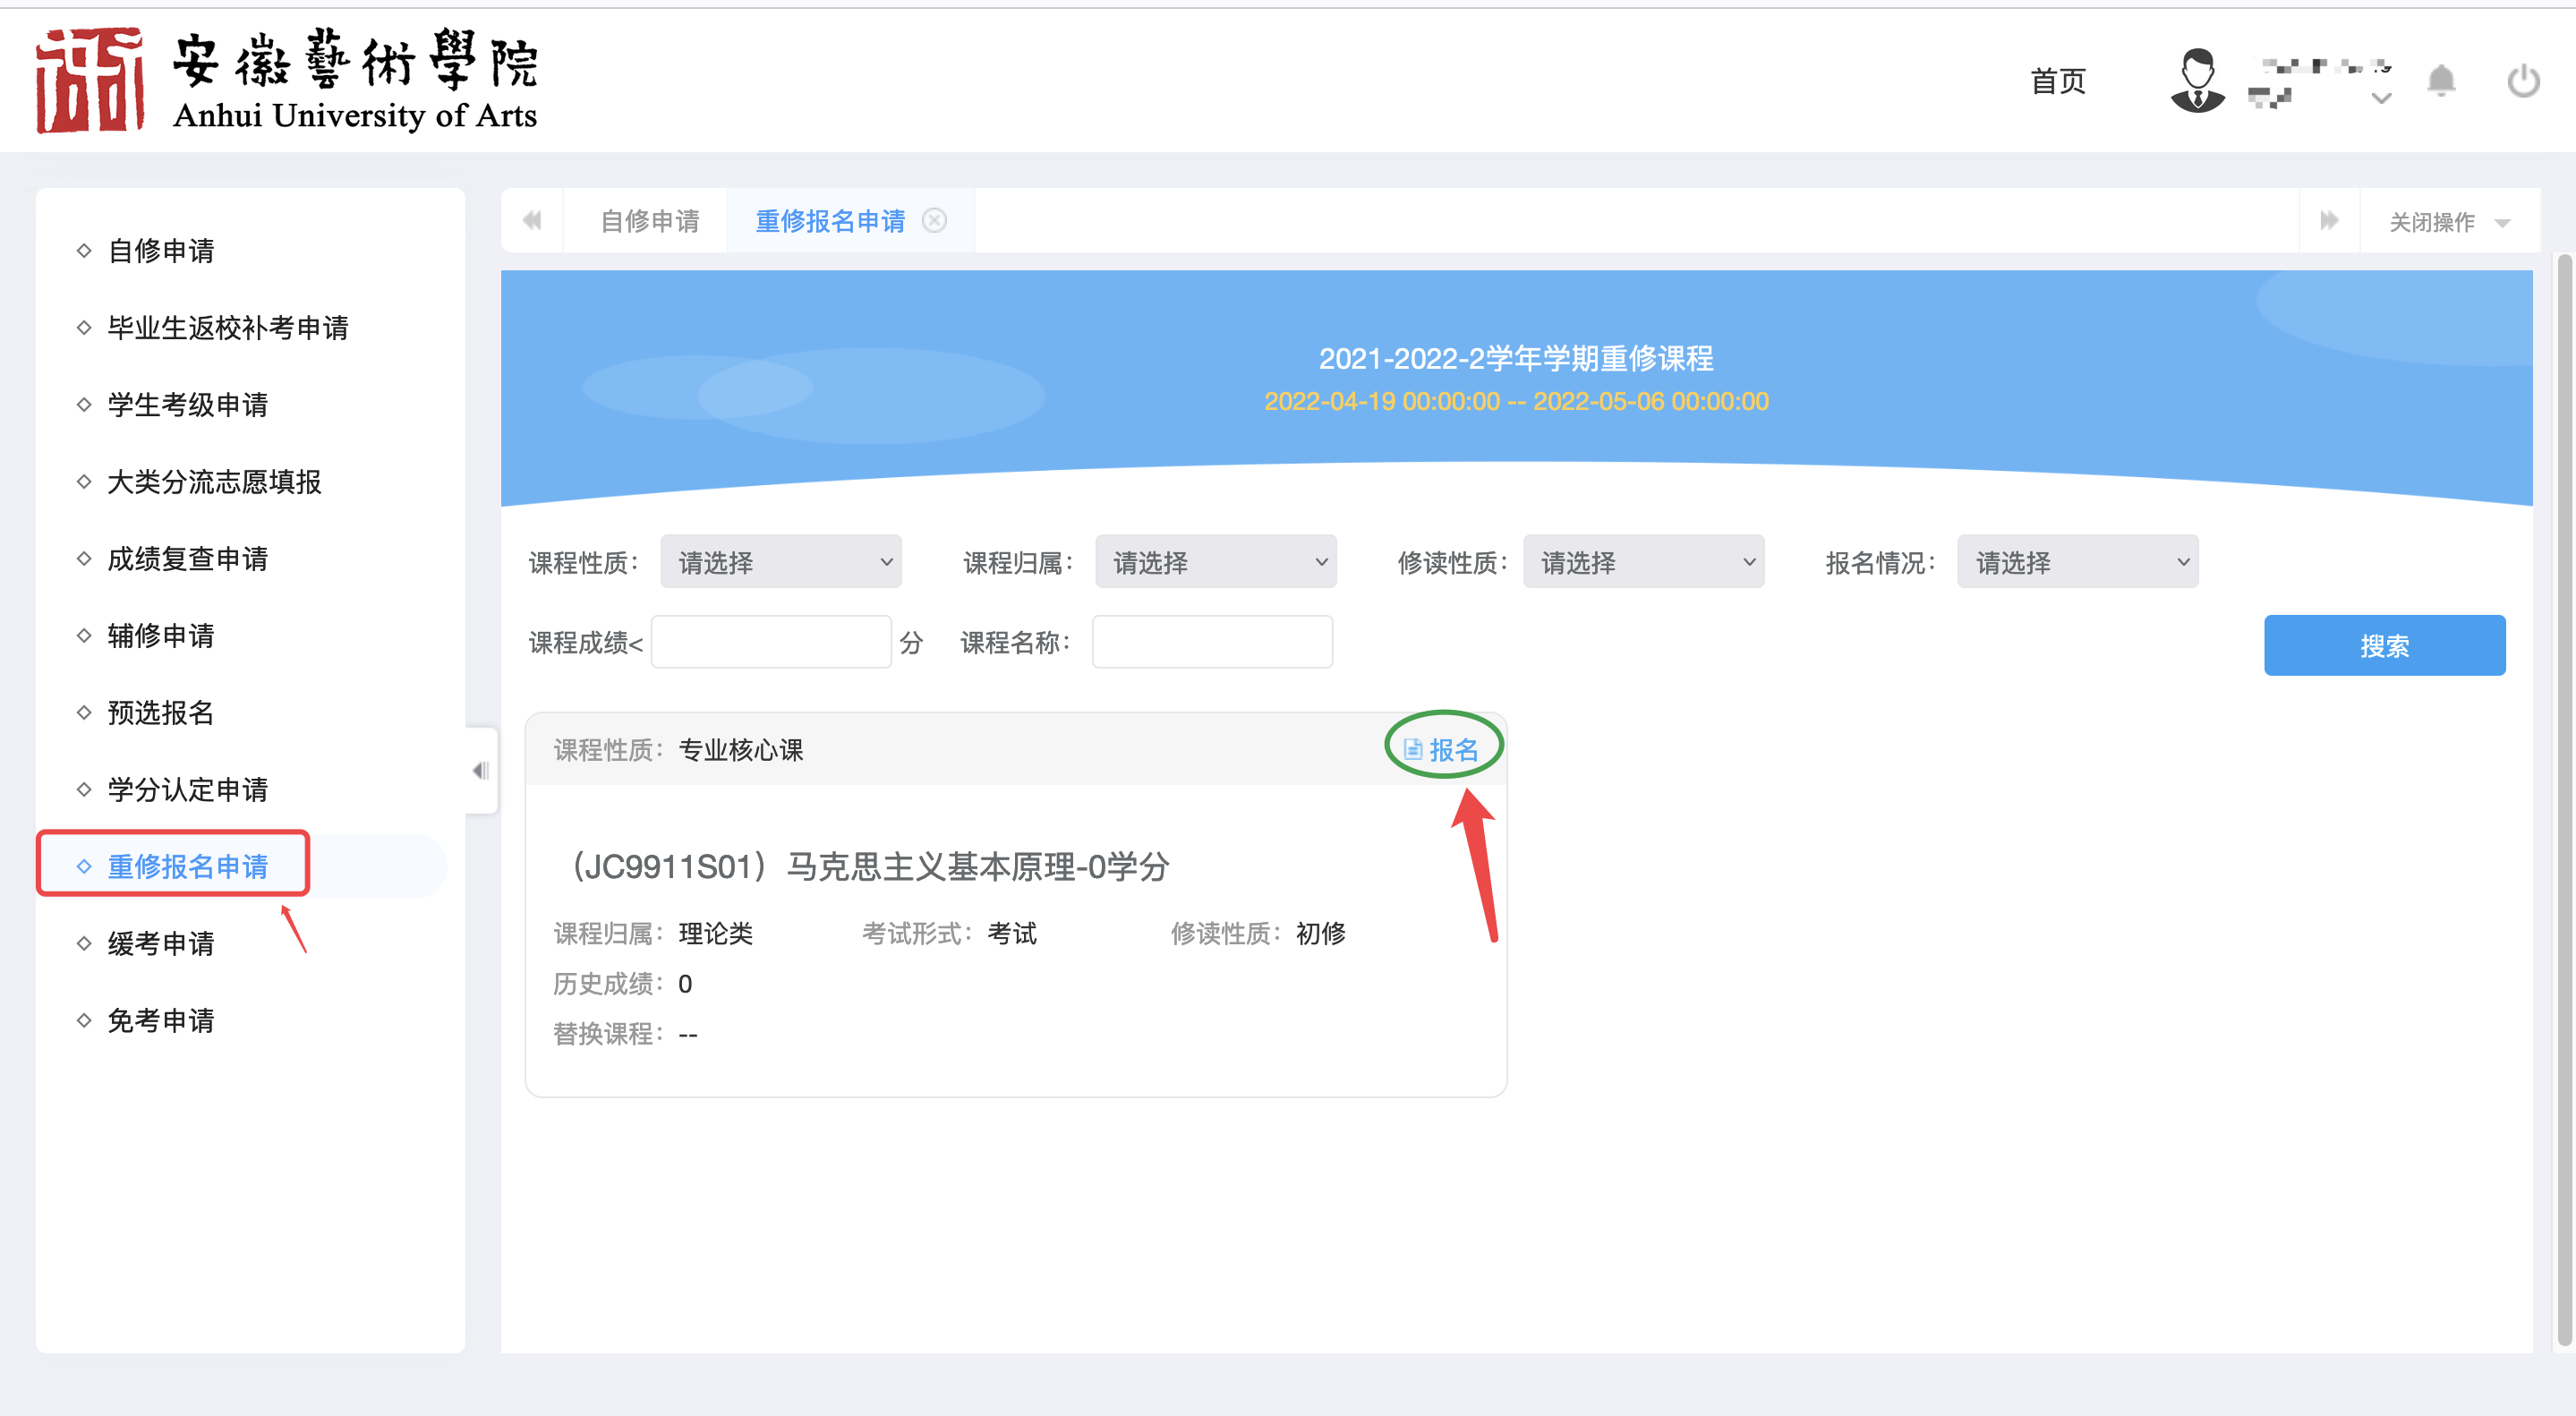 安徽藝術學院
Anhui University of Arts
首页
自修申请
毕业生返校补考申请
学生考级申请
大类分流志愿填报
成绩复查申请
辅修申请
预选报名
学分认定申请
重修报名申请
缓考申请
免考申请
自修申请 重修报名申请 关闭操作
2021-2022-2学年学期重修课程
2022-04-19 00:00:00 -- 2022-05-06 00:00:00
课程性质： 请选择 课程归属： 请选择 修读性质： 请选择 报名情况： 请选择
课程成绩< 分 课程名称： 搜索
课程性质：专业核心课 报名
（JC9911S01）马克思主义基本原理-0学分
课程归属：理论类 考试形式：考试 修读性质：初修
历史成绩：0
替换课程：--